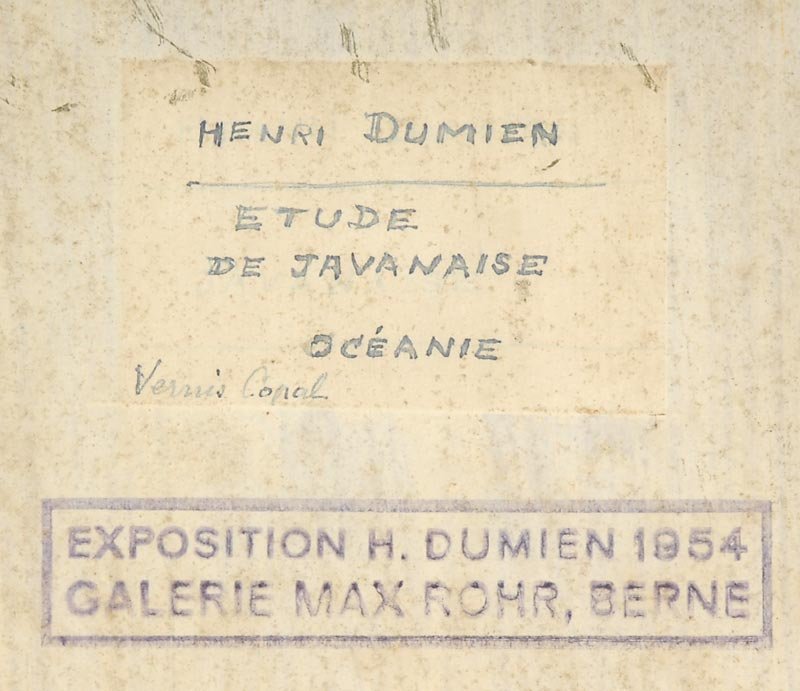 HENRI DUMIEN
ETUDE
DE JAVANAISE
OCÉANIE
Vernis Copal
EXPOSITION H. DUMIEN 1954
GALERIE MAX ROHR, BERNE